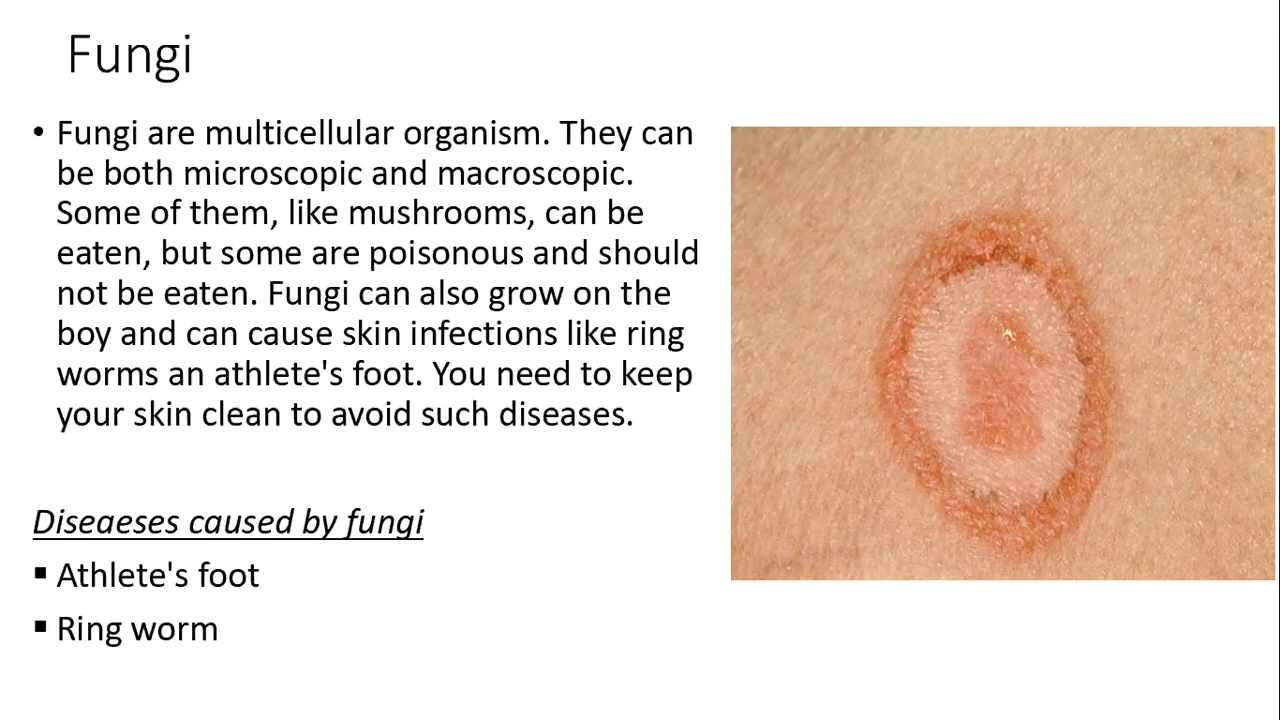 Fungi
• Fungi are multicellular organism. They can
be both microscopic and macroscopic.
Some of them, like mushrooms, can be
eaten, but some are poisonous and should
not be eaten. Fungi can also grow on the
boy and can cause skin infections like ring
worms an athlete's foot. You need to keep
your skin clean to avoid such diseases.
Diseaeses caused by fungi
▪ Athlete's foot
▪ Ring worm